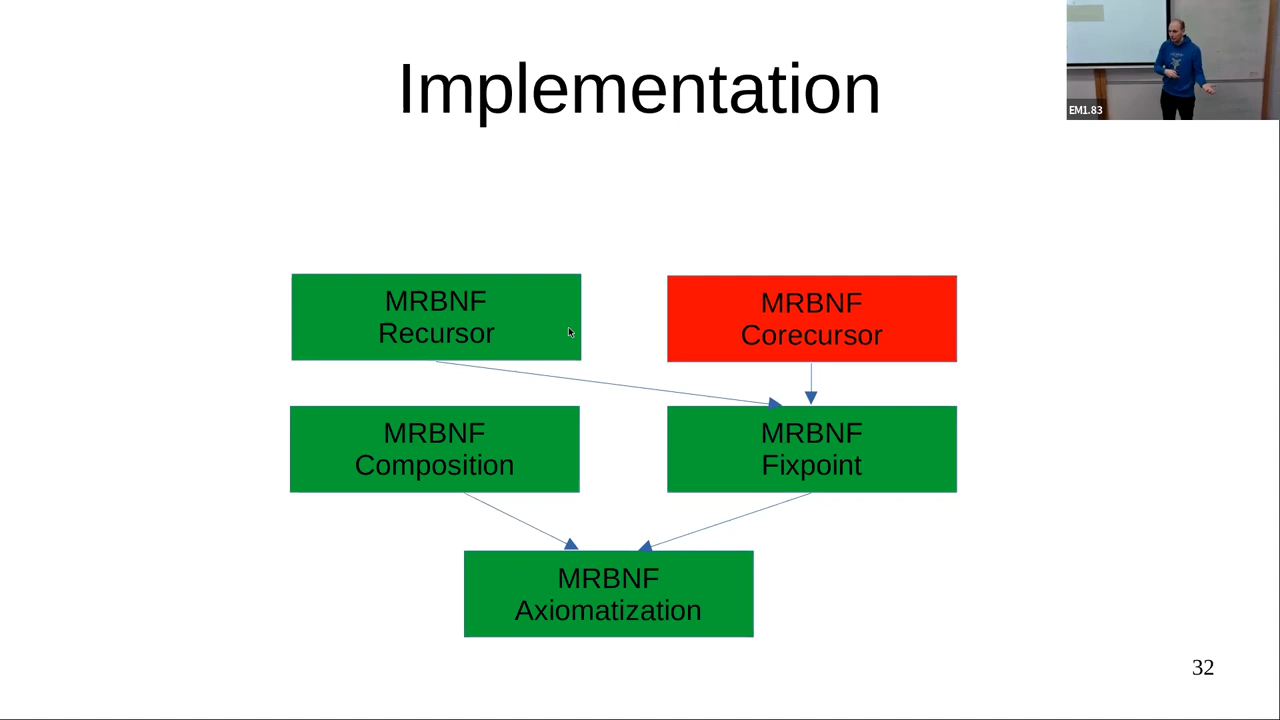 Implementation
EM1.83
MRBNF
Recursor
MRBNF
Corecursor
MRBNF
Composition
MRBNF
Fixpoint
MRBNF
Axiomatization
32